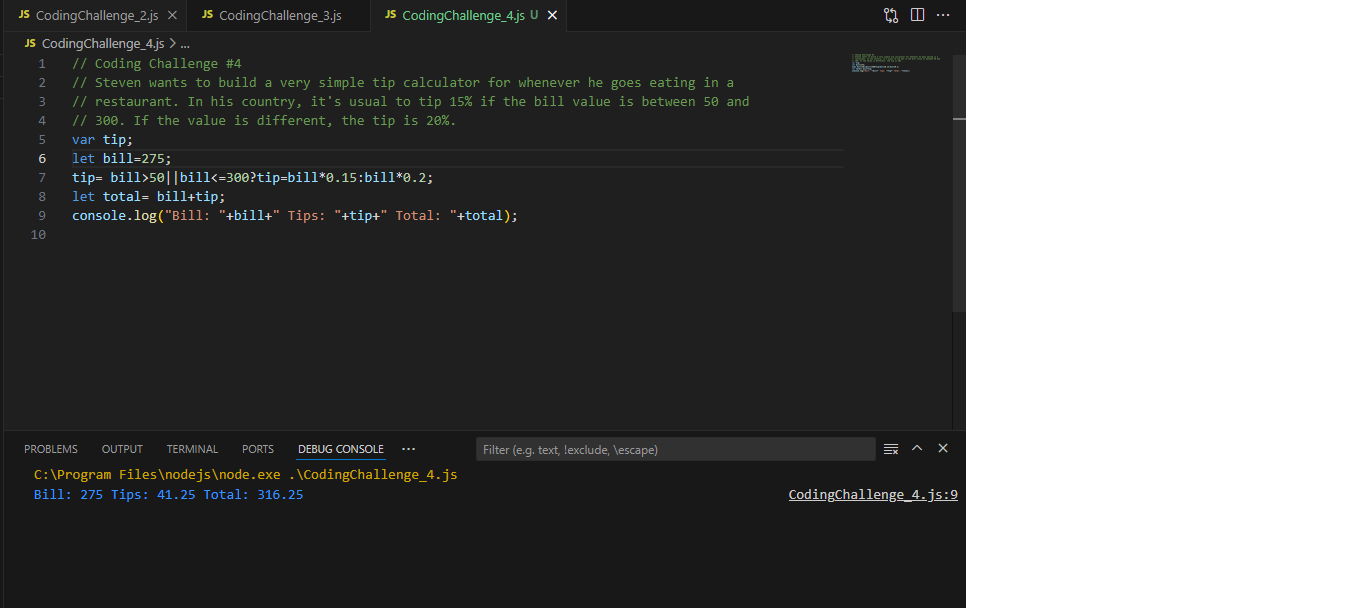 JS CodingChallenge_2.js JS CodingChallenge_3.js JS CodingChallenge_4.js U
JS CodingChallenge_4.js > ...
1 // Coding Challenge #4
2 // Steven wants to build a very simple tip calculator for whenever he goes eating in a
3 // restaurant. In his country, it's usual to tip 15% if the bill value is between 50 and
4 // 300. If the value is different, the tip is 20%.
5 var tip;
6 let bill=275;
7 tip= bill>50||bill<=300?tip=bill*0.15:bill*0.2;
8 let total= bill+tip;
9 console.log("Bill: "+bill+" Tips: "+tip+" Total: "+total);
10
PROBLEMS OUTPUT TERMINAL PORTS DEBUG CONSOLE ... Filter (e.g. text, !exclude, \escape)
C:\Program Files\nodejs\node.exe .\CodingChallenge_4.js
Bill: 275 Tips: 41.25 Total: 316.25 CodingChallenge_4.js:9